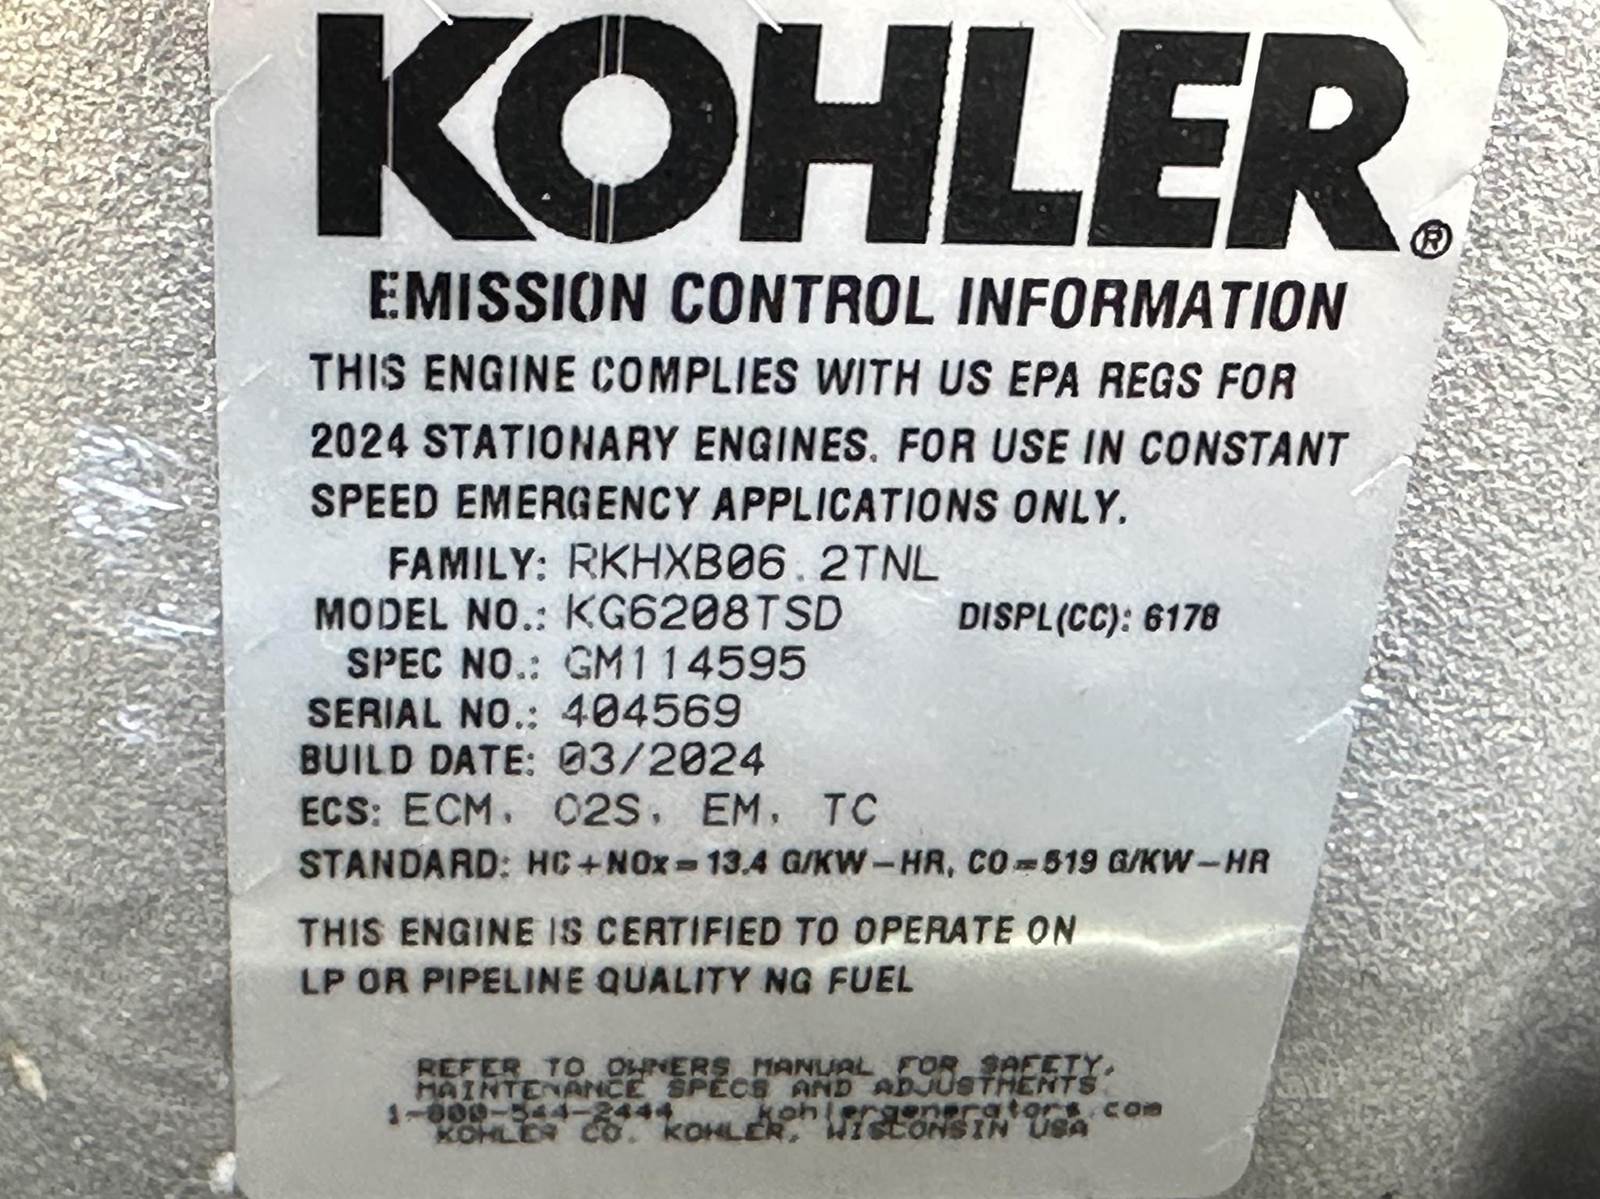 KOHLER®
EMISSION CONTROL INFORMATION
THIS ENGINE COMPLIES WITH US EPA REGS FOR
2024 STATIONARY ENGINES. FOR USE IN CONSTANT
SPEED EMERGENCY APPLICATIONS ONLY.
FAMILY: RKHXB06.2TNL
MODEL NO.: KG6208TSD DISPL(CC): 6178
SPEC NO.: GM114595
SERIAL NO.: 404569
BUILD DATE: 03/2024
ECS: ECM, O2S, EM, TC
STANDARD: HC+NOx=13.4 G/KW-HR, CO=519 G/KW-HR
THIS ENGINE IS CERTIFIED TO OPERATE ON
LP OR PIPELINE QUALITY NG FUEL
REFER TO OWNERS MANUAL FOR SAFETY,
MAINTENANCE SPECS AND ADJUSTMENTS
1-800-544-2444 kohlergenerators.com
KOHLER CO. KOHLER, WISCONSIN USA